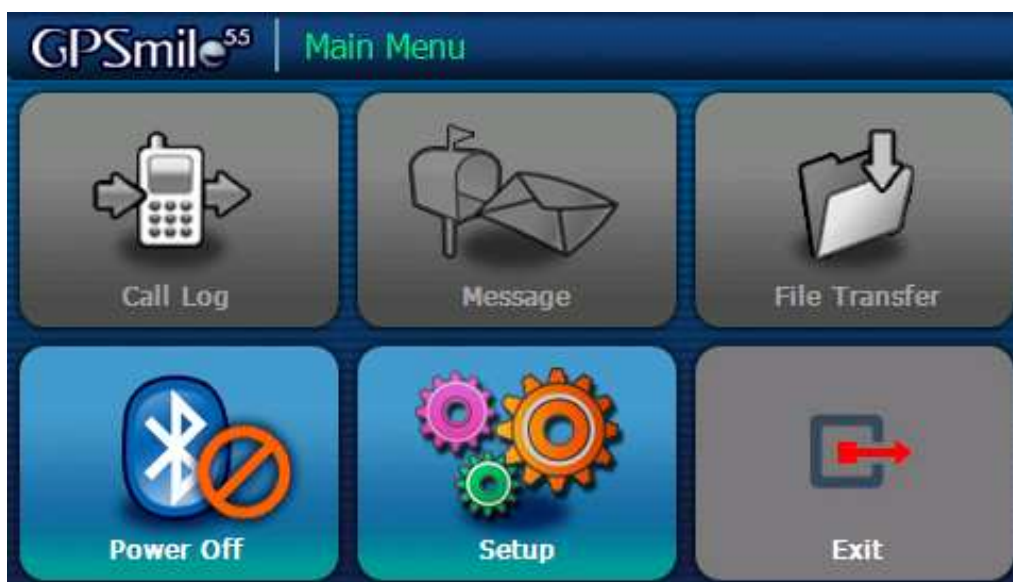 GPSmile55 Main Menu
Call Log Message File Transfer
Power Off Setup Exit